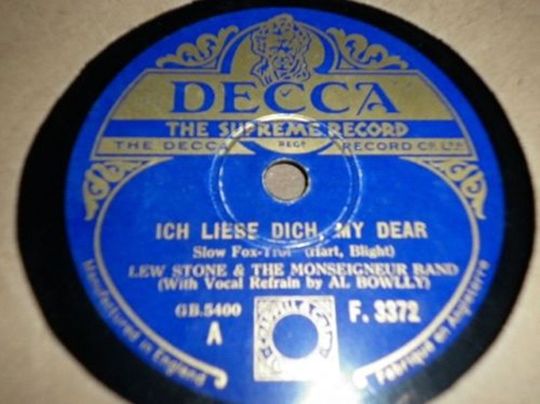 DECCA
THE SUPREME RECORD
THE DECCA REGD RECORD CO. LTD.
ICH LIEBE DICH, MY DEAR
Slow Fox-Trot (Hart, Blight)
LEW STONE & THE MONSEIGNEUR BAND
(With Vocal Refrain by AL BOWLLY)
GB.5400
A
F. 3372
Manufactured in England
Fabriqué en Angleterre